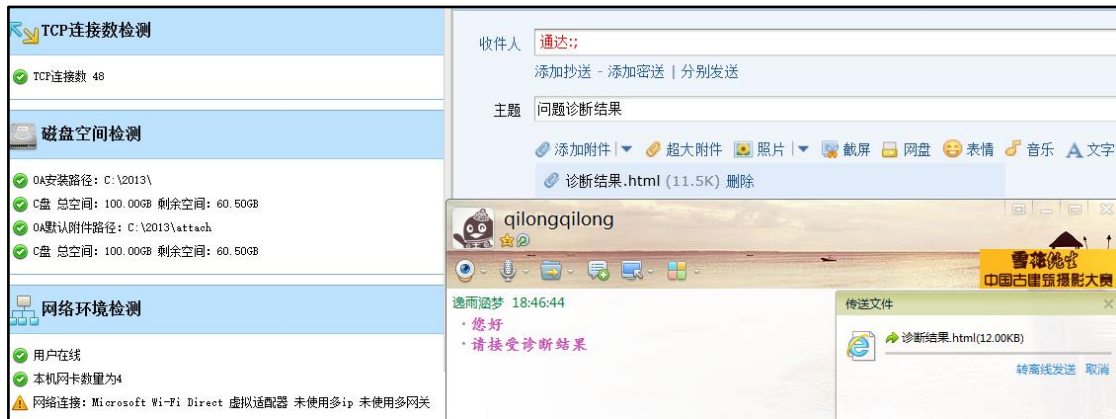 TCP连接数检测
TCP连接数 48
磁盘空间检测
OA安装路径: C:\2013\
C盘 总空间: 100.00GB 剩余空间: 60.50GB
OA默认附件路径: C:\2013\attach
C盘 总空间: 100.00GB 剩余空间: 60.50GB
网络环境检测
用户在线
本机网卡数量为4
网络连接: Microsoft Wi-Fi Direct 虚拟适配器 未使用多ip 未使用多网关
收件人 通达:;
添加抄送 - 添加密送 | 分别发送
主题 问题诊断结果
添加附件 | 超大附件 照片 | 截屏 网盘 表情 音乐 A 文字
诊断结果.html (11.5K) 删除
qilongqilong
中国古建筑摄影大赛
逸雨涵梦 18:46:44
·您好
·请接受诊断结果
传送文件
诊断结果.html(12.00KB)
转离线发送 取消